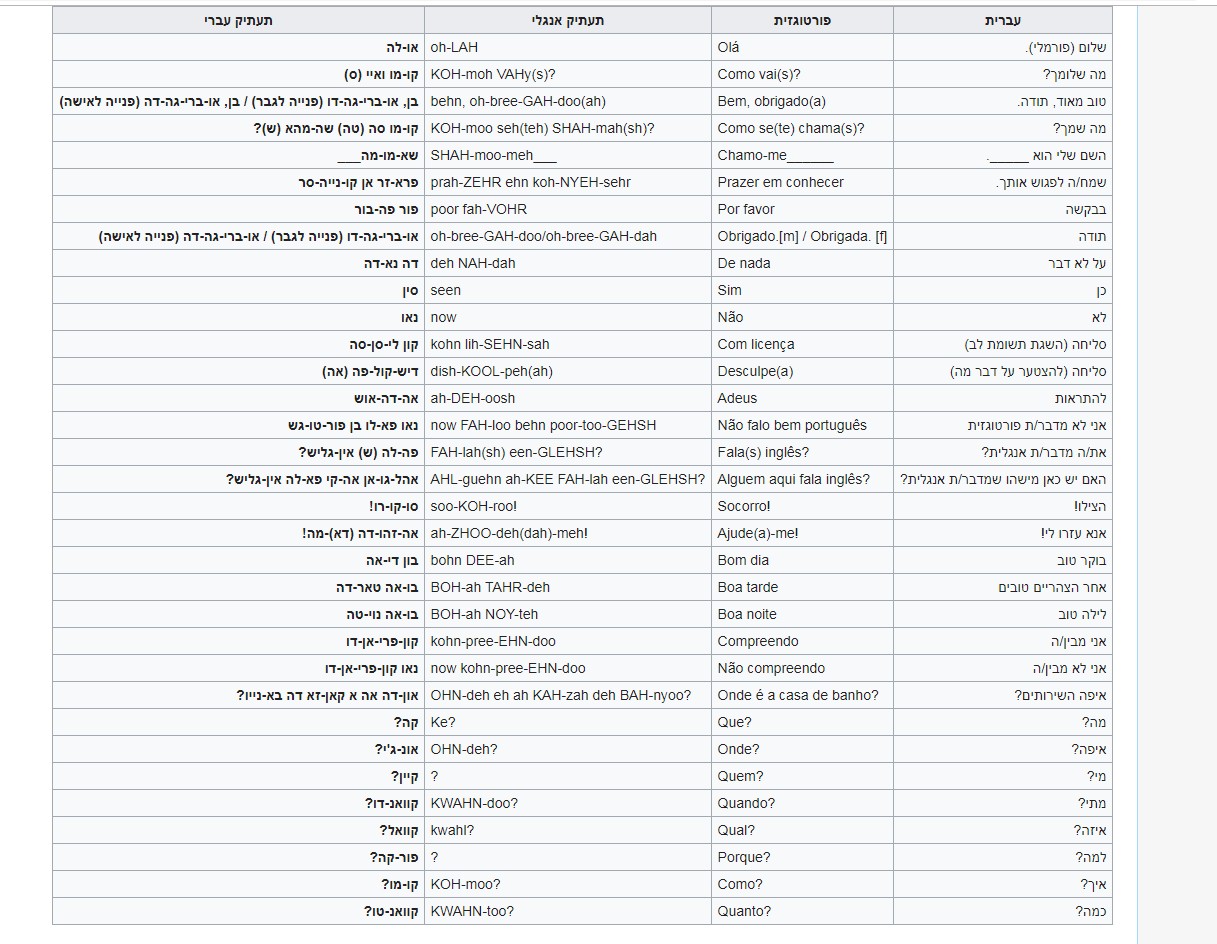 עברית פורטוגזית תעתיק אנגלי תעתיק עברי
שלום (פורמלי). Olá oh-LAH או-לה
מה שלומך? Como vai(s)? KOH-moh VAHy(s)? קו-מו ואיי (ס)
טוב מאוד, תודה. Bem, obrigado(a) behn, oh-bree-GAH-doo(ah) בן, או-ברי-גה-דו (פנייה לגבר) / בן, או-ברי-גה-דה (פנייה לאישה)
מה שמך? Como se(te) chama(s)? KOH-moo seh(teh) SHAH-mah(sh)? קו-מו סה (טה) שה-מהא (ש)?
השם שלי הוא _____. Chamo-me______ SHAH-moo-meh___ שא-מו-מה___
שמח/ה לפגוש אותך. Prazer em conhecer prah-ZEHR ehn koh-NYEH-sehr פרא-זר אן קו-נייה-סר
בבקשה Por favor poor fah-VOHR פור פה-בור
תודה Obrigado.[m] / Obrigada. [f] oh-bree-GAH-doo/oh-bree-GAH-dah או-ברי-גה-דו (פנייה לגבר) / או-ברי-גה-דה (פנייה לאישה)
על לא דבר De nada deh NAH-dah דה נא-דה
כן Sim seen סין
לא Não now נאו
סליחה (השגת תשומת לב) Com licença kohn lih-SEHN-sah קון לי-סן-סה
סליחה (להצטער על דבר מה) Desculpe(a) dish-KOOL-peh(ah) דיש-קול-פה (אה)
להתראות Adeus ah-DEH-oosh אה-דה-אוש
אני לא מדבר/ת פורטוגזית Não falo bem português now FAH-loo behn poor-too-GEHSH נאו פא-לו בן פור-טו-גש
את/ה מדבר/ת אנגלית? Fala(s) inglês? FAH-lah(sh) een-GLEHSH? פה-לה (ש) אין-גליש?
האם יש כאן מישהו שמדבר/ת אנגלית? Alguem aqui fala inglês? AHL-guehn ah-KEE FAH-lah een-GLEHSH? אהל-גו-אן אה-קי פא-לה אין-גליש?
הצילו! Socorro! soo-KOH-roo! סו-קו-רו!
אנא עזרו לי! Ajude(a)-me! ah-ZHOO-deh(dah)-meh! אה-זהו-דה (דא)-מה!
בוקר טוב Bom dia bohn DEE-ah בון די-אה
אחר הצהריים טובים Boa tarde BOH-ah TAHR-deh בו-אה טאר-דה
לילה טוב Boa noite BOH-ah NOY-teh בו-אה נוי-טה
אני מבין/ה Compreendo kohn-pree-EHN-doo קון-פרי-אן-דו
אני לא מבין/ה Não compreendo now kohn-pree-EHN-doo נאו קון-פרי-אן-דו
איפה השירותים? Onde é a casa de banho? OHN-deh eh ah KAH-zah deh BAH-nyoo? און-דה אה א קאן-זא דה בא-נייו?
מה? Que? Ke? קה?
איפה? Onde? OHN-deh? אונ-ג'י?
מי? Quem? ? קיין?
מתי? Quando? KWAHN-doo? קוואנ-דו?
איזה? Qual? kwahl? קוואל?
למה? Porque? ? פור-קה?
איך? Como? KOH-moo? קו-מו?
כמה? Quanto? KWAHN-too? קוואנ-טו?